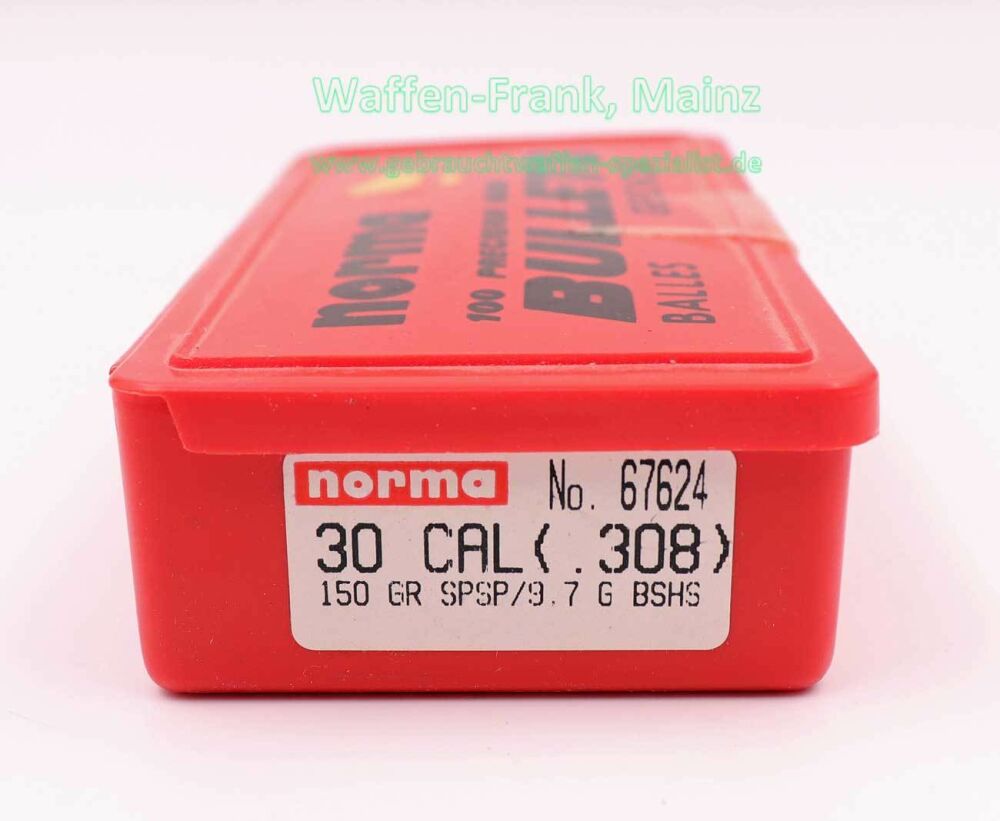 Waffen-Frank, Mainz
www.gebrauchtwaffen-spezialist.de
norma
100
BULLE
BALLES
norma No. 67624
30 CAL( .308)
150 GR SPSP/9.7 G BSHS